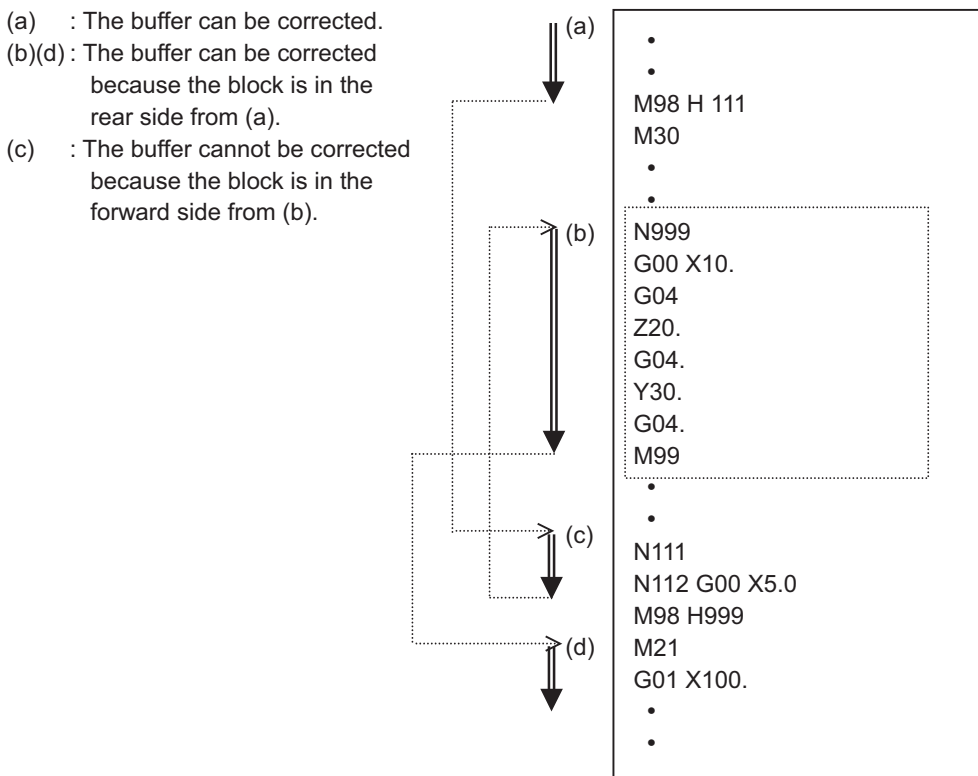 (a) : The buffer can be corrected.
(b)(d) : The buffer can be corrected
because the block is in the
rear side from (a).
(c) : The buffer cannot be corrected
because the block is in the
forward side from (b).
(a)
•
•
M98 H 111
M30
•
•
(b)
N999
G00 X10.
G04
Z20.
G04.
Y30.
G04.
M99
•
•
(c)
N111
N112 G00 X5.0
M98 H999
(d)
M21
G01 X100.
•
•